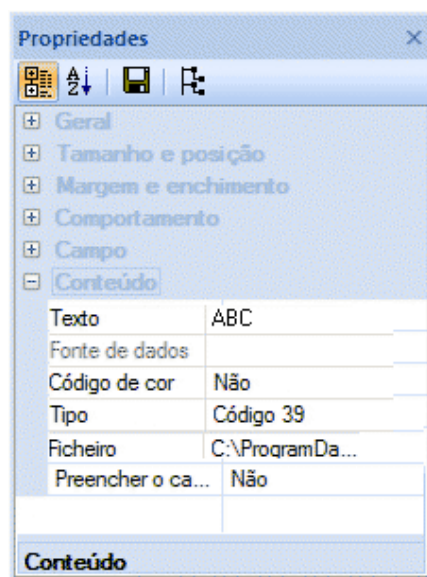 Propriedades
Geral
Tamanho e posição
Margem e enchimento
Comportamento
Campo
Conteúdo
Texto ABC
Fonte de dados
Código de cor Não
Tipo Código 39
Ficheiro C:\ProgramDa...
Preencher o ca... Não
Conteúdo